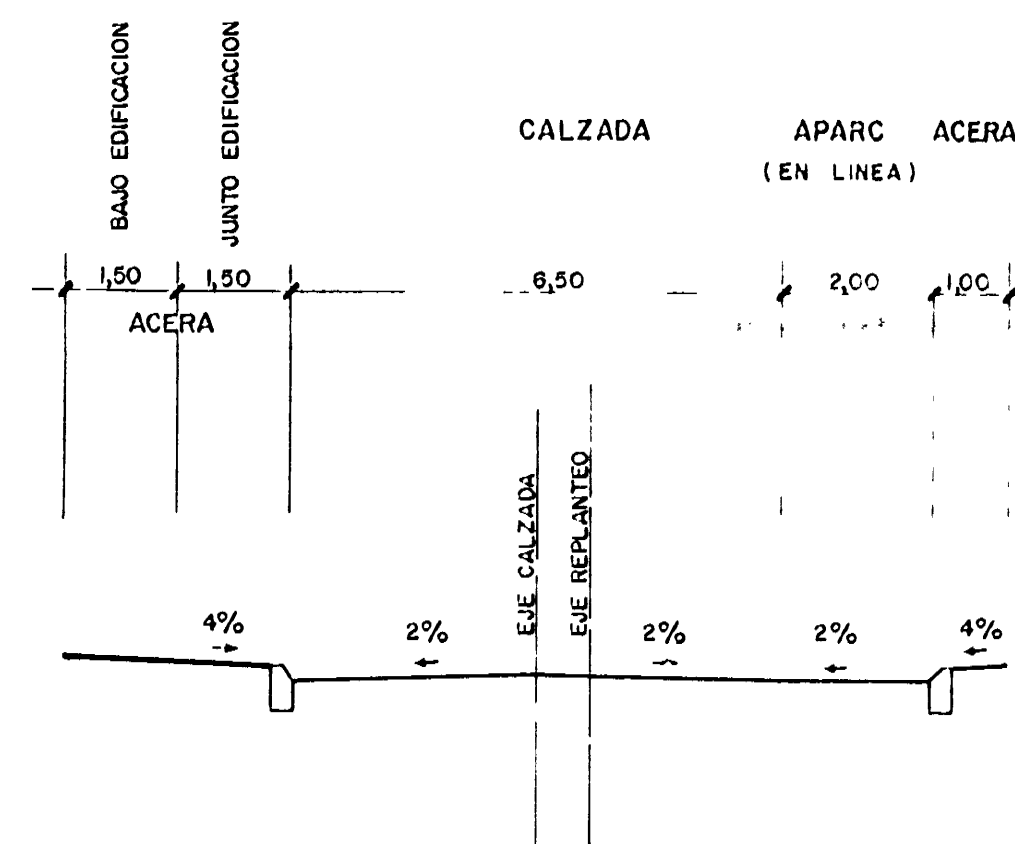 BAJO EDIFICACION
JUNTO EDIFICACION
CALZADA
APARC
(EN LINEA)
ACERA
1,50
1,50
6,50
2,00
1,00
ACERA
EJE CALZADA
EJE REPLANTEO
4%
2%
2%
2%
4%